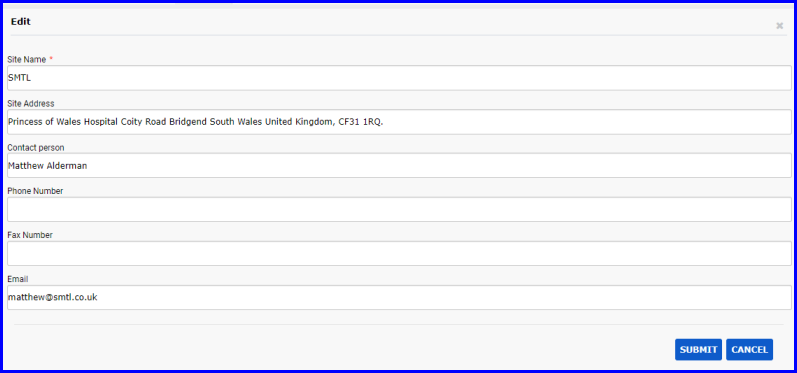 Edit
Site Name *
SMTL
Site Address
Princess of Wales Hospital Coity Road Bridgend South Wales United Kingdom, CF31 1RQ.
Contact person
Matthew Alderman
Phone Number
Fax Number
Email
matthew@smtl.co.uk
SUBMIT CANCEL